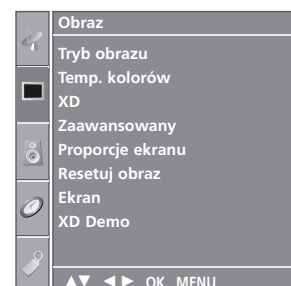 Obraz
Tryb obrazu
Temp. kolorów
XD
Zaawansowany
Proporcje ekranu
Resetuj obraz
Ekran
XD Demo
▲▼ ◄► OK MENU